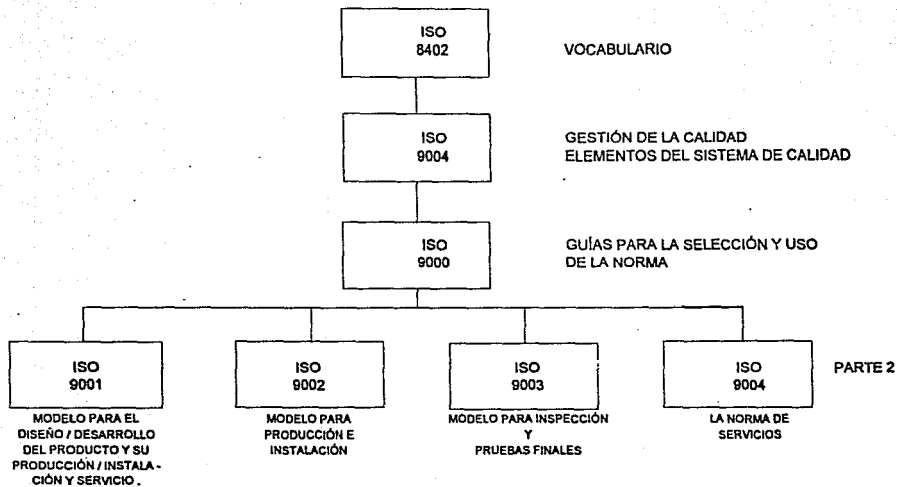 ISO
8402
VOCABULARIO
ISO
9004
GESTIÓN DE LA CALIDAD
ELEMENTOS DEL SISTEMA DE CALIDAD
ISO
9000
GUÍAS PARA LA SELECCIÓN Y USO
DE LA NORMA
ISO
9001
MODELO PARA EL
DISEÑO / DESARROLLO
DEL PRODUCTO Y SU
PRODUCCIÓN / INSTALA -
CIÓN Y SERVICIO .
ISO
9002
MODELO PARA
PRODUCCIÓN E
INSTALACIÓN
ISO
9003
MODELO PARA INSPECCIÓN
Y
PRUEBAS FINALES
ISO
9004
PARTE 2
LA NORMA DE
SERVICIOS